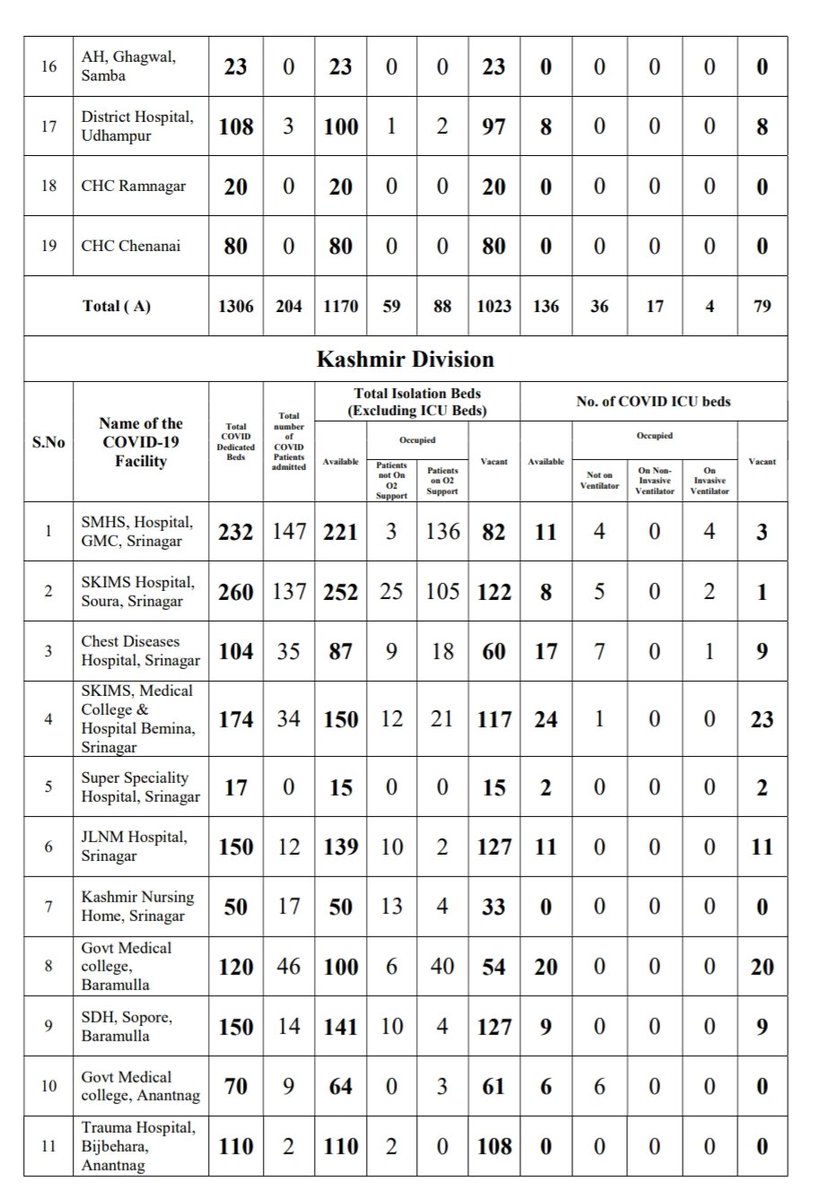 16 AH, Ghagwal, Samba 23 0 23 0 0 23 0 0 0 0 0
17 District Hospital, Udhampur 108 3 100 1 2 97 8 0 0 0 8
18 CHC Ramnagar 20 0 20 0 0 20 0 0 0 0 0
19 CHC Chenanai 80 0 80 0 0 80 0 0 0 0 0
Total ( A) 1306 204 1170 59 88 1023 136 36 17 4 79
Kashmir Division
S.No
Name of the COVID-19 Facility
Total COVID Dedicated Beds
Total number of COVID Patients admitted
Total Isolation Beds (Excluding ICU Beds)
No. of COVID ICU beds
Available
Occupied
Vacant
Available
Occupied
Vacant
Patients not On O2 Support
Patients on O2 Support
Not on Ventilator
On Non-Invasive Ventilator
On Invasive Ventilator
1 SMHS, Hospital, GMC, Srinagar 232 147 221 3 136 82 11 4 0 4 3
2 SKIMS Hospital, Soura, Srinagar 260 137 252 25 105 122 8 5 0 2 1
3 Chest Diseases Hospital, Srinagar 104 35 87 9 18 60 17 7 0 1 9
4 SKIMS, Medical College & Hospital Bemina, Srinagar 174 34 150 12 21 117 24 1 0 0 23
5 Super Speciality Hospital, Srinagar 17 0 15 0 0 15 2 0 0 0 2
6 JLNM Hospital, Srinagar 150 12 139 10 2 127 11 0 0 0 11
7 Kashmir Nursing Home, Srinagar 50 17 50 13 4 33 0 0 0 0 0
8 Govt Medical college, Baramulla 120 46 100 6 40 54 20 0 0 0 20
9 SDH, Sopore, Baramulla 150 14 141 10 4 127 9 0 0 0 9
10 Govt Medical college, Anantnag 70 9 64 0 3 61 6 6 0 0 0
11 Trauma Hospital, Bijbehara, Anantnag 110 2 110 2 0 108 0 0 0 0 0